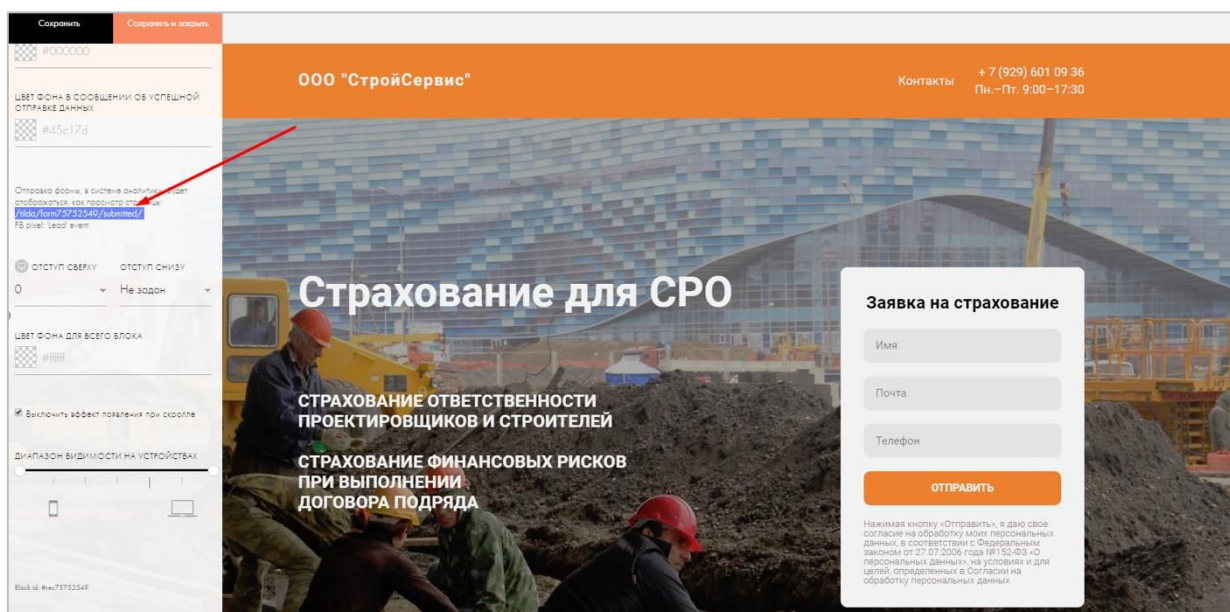 Сохранить
Сохранить и закрыть
#000000
ЦВЕТ ФОНА В СООБЩЕНИИ ОБ УСПЕШНОЙ
ОТПРАВКЕ ДАННЫХ
#45c17d
Отправка формы, в системе аналитики, будет
отображаться, как просмотр страницы:
/tilda/form75752549/submitted/
FB pixel: 'Lead' event
ОТСТУП СВЕРХУ
ОТСТУП СНИЗУ
0
Не задан
ЦВЕТ ФОНА ДЛЯ ВСЕГО БЛОКА
#ffffff
Выключить эффект появления при скролле
ДИАПАЗОН ВИДИМОСТИ НА УСТРОЙСТВАХ
Block id: #rec75752549
ООО "СтройСервис"
Контакты
+ 7 (929) 601 09 36
Пн.–Пт. 9:00–17:30
Страхование для СРО
СТРАХОВАНИЕ ОТВЕТСТВЕННОСТИ
ПРОЕКТИРОВЩИКОВ И СТРОИТЕЛЕЙ
СТРАХОВАНИЕ ФИНАНСОВЫХ РИСКОВ
ПРИ ВЫПОЛНЕНИИ
ДОГОВОРА ПОДРЯДА
Заявка на страхование
Имя
Почта
Телефон
ОТПРАВИТЬ
Нажимая кнопку «Отправить», я даю свое
согласие на обработку моих персональных
данных, в соответствии с Федеральным
законом от 27.07.2006 года №152-ФЗ «О
персональных данных», на условиях и для
целей, определенных в Согласии на
обработку персональных данных